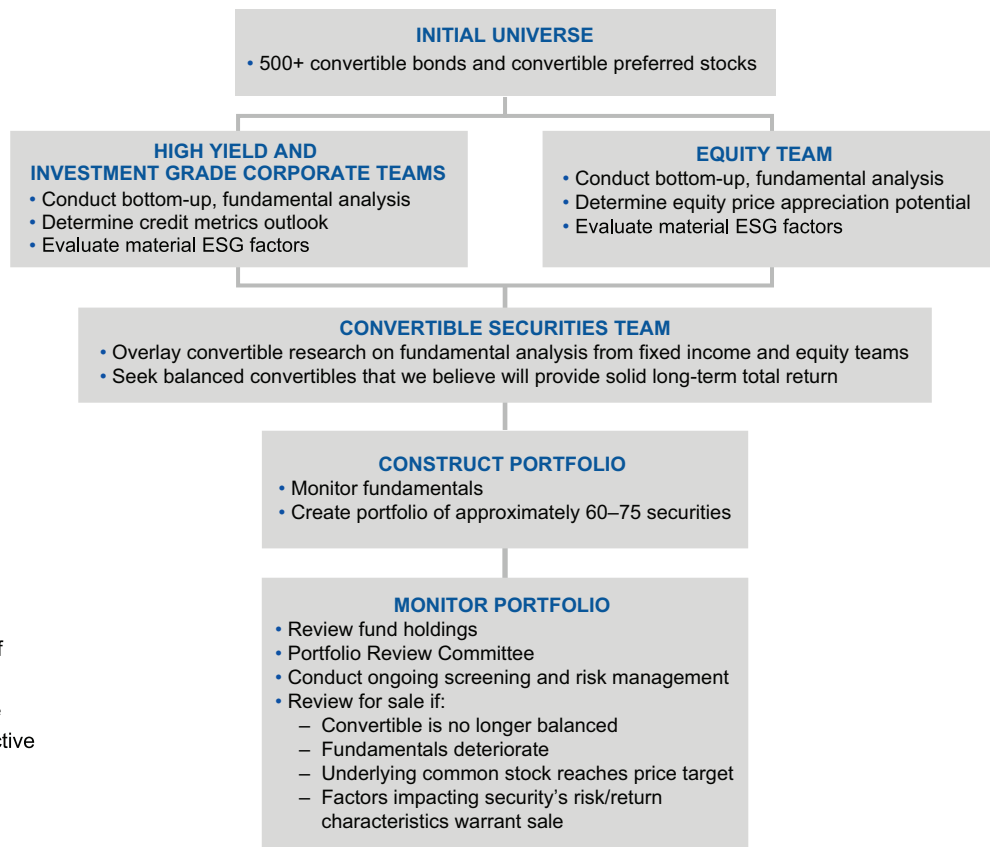 INITIAL UNIVERSE
• 500+ convertible bonds and convertible preferred stocks
HIGH YIELD AND
INVESTMENT GRADE CORPORATE TEAMS
• Conduct bottom-up, fundamental analysis
• Determine credit metrics outlook
• Evaluate material ESG factors
EQUITY TEAM
• Conduct bottom-up, fundamental analysis
• Determine equity price appreciation potential
• Evaluate material ESG factors
CONVERTIBLE SECURITIES TEAM
• Overlay convertible research on fundamental analysis from fixed income and equity teams
• Seek balanced convertibles that we believe will provide solid long-term total return
CONSTRUCT PORTFOLIO
• Monitor fundamentals
• Create portfolio of approximately 60–75 securities
MONITOR PORTFOLIO
• Review fund holdings
• Portfolio Review Committee
• Conduct ongoing screening and risk management
• Review for sale if:
– Convertible is no longer balanced
– Fundamentals deteriorate
– Underlying common stock reaches price target
– Factors impacting security's risk/return
characteristics warrant sale